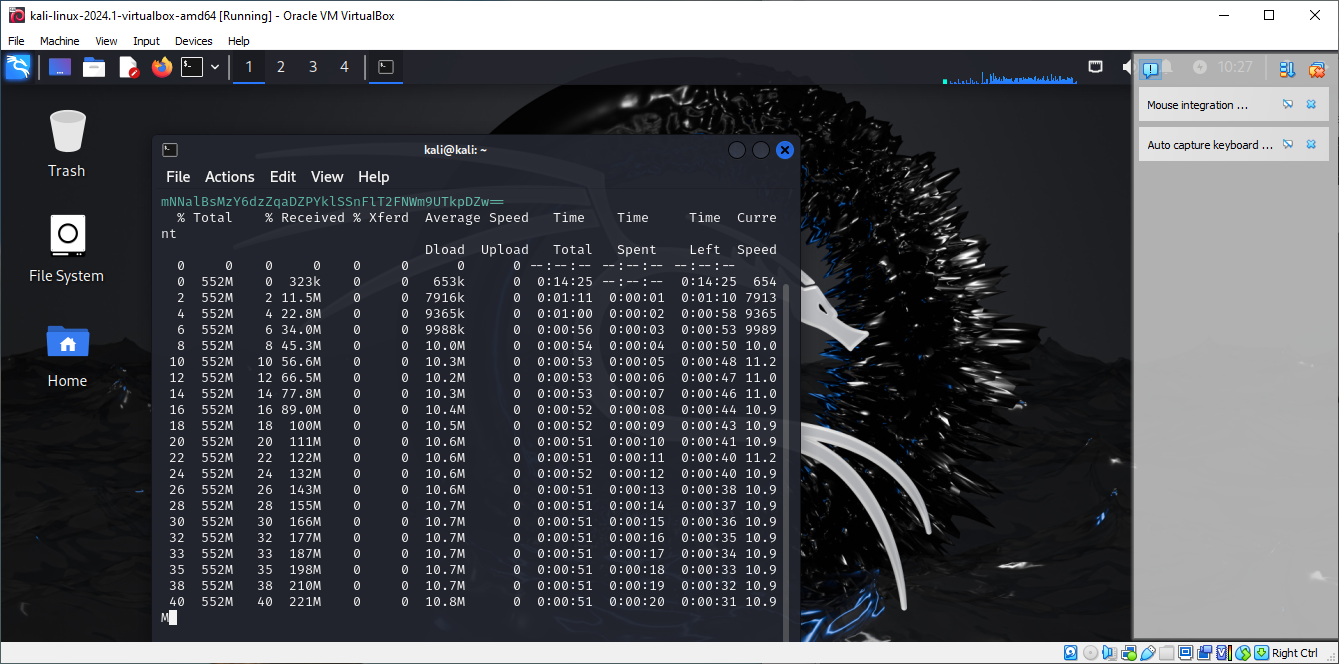 kali-linux-2024.1-virtualbox-amd64 [Running] - Oracle VM VirtualBox
File Machine View Input Devices Help
1 2 3 4
10:27
Mouse integration ...
Auto capture keyboard ...
Trash
File System
Home
kali@kali: ~
File Actions Edit View Help
mNNalBsMzY6dzZqaDZPYklSSnFlT2FNWm9UTkpDZw==
% Total % Received % Xferd Average Speed Time Time Time Curre
nt
Dload Upload Total Spent Left Speed
0 0 0 0 0 0 0 0 --:--:-- --:--:-- --:--:--
0 552M 0 323k 0 0 653k 0 0:14:25 --:--:-- 0:14:25 654
2 552M 2 11.5M 0 0 7916k 0 0:01:11 0:00:01 0:01:10 7913
4 552M 4 22.8M 0 0 9365k 0 0:01:00 0:00:02 0:00:58 9365
6 552M 6 34.0M 0 0 9988k 0 0:00:56 0:00:03 0:00:53 9989
8 552M 8 45.3M 0 0 10.0M 0 0:00:54 0:00:04 0:00:50 10.0
10 552M 10 56.6M 0 0 10.3M 0 0:00:53 0:00:05 0:00:48 11.2
12 552M 12 66.5M 0 0 10.2M 0 0:00:53 0:00:06 0:00:47 11.0
14 552M 14 77.8M 0 0 10.3M 0 0:00:53 0:00:07 0:00:46 11.0
16 552M 16 89.0M 0 0 10.4M 0 0:00:52 0:00:08 0:00:44 10.9
18 552M 18 100M 0 0 10.5M 0 0:00:52 0:00:09 0:00:43 10.9
20 552M 20 111M 0 0 10.6M 0 0:00:51 0:00:10 0:00:41 10.9
22 552M 22 122M 0 0 10.6M 0 0:00:51 0:00:11 0:00:40 11.2
24 552M 24 132M 0 0 10.6M 0 0:00:52 0:00:12 0:00:40 10.9
26 552M 26 143M 0 0 10.6M 0 0:00:51 0:00:13 0:00:38 10.9
28 552M 28 155M 0 0 10.7M 0 0:00:51 0:00:14 0:00:37 10.9
30 552M 30 166M 0 0 10.7M 0 0:00:51 0:00:15 0:00:36 10.9
32 552M 32 177M 0 0 10.7M 0 0:00:51 0:00:16 0:00:35 10.9
33 552M 33 187M 0 0 10.7M 0 0:00:51 0:00:17 0:00:34 10.9
35 552M 35 198M 0 0 10.7M 0 0:00:51 0:00:18 0:00:33 10.9
38 552M 38 210M 0 0 10.7M 0 0:00:51 0:00:19 0:00:32 10.9
40 552M 40 221M 0 0 10.8M 0 0:00:51 0:00:20 0:00:31 10.9
M
Right Ctrl